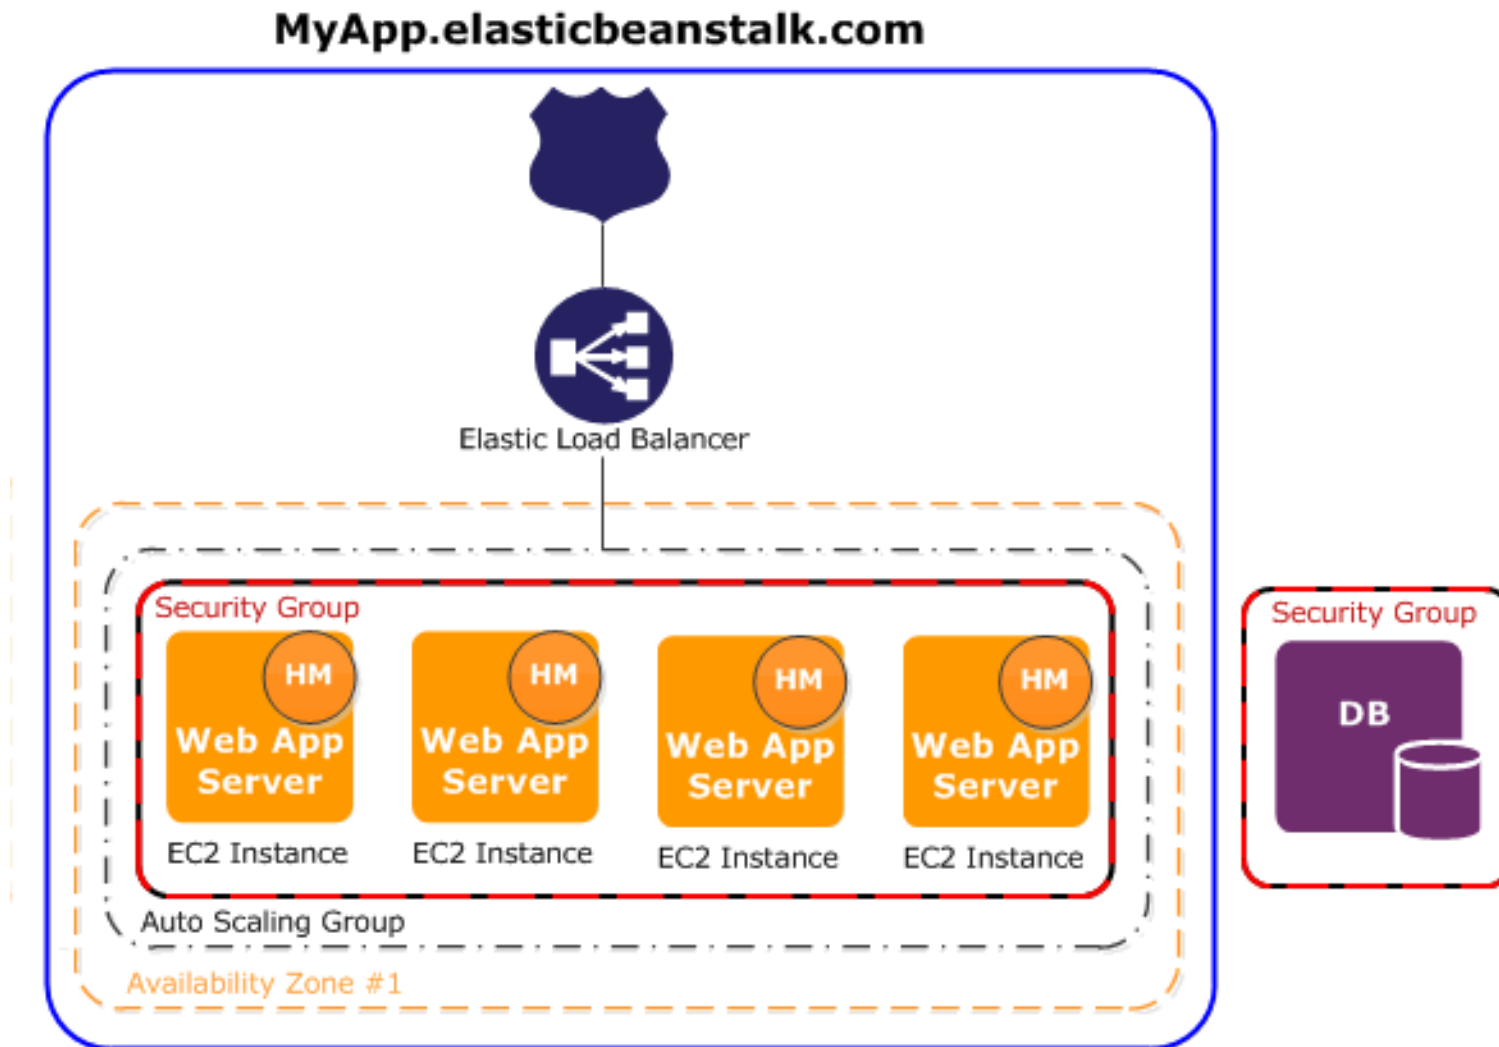 MyApp.elasticbeanstalk.com
Elastic Load Balancer
Security Group
HM
Web App
Server
EC2 Instance
HM
Web App
Server
EC2 Instance
HM
Web App
Server
EC2 Instance
HM
Web App
Server
EC2 Instance
Auto Scaling Group
Availability Zone #1
Security Group
DB